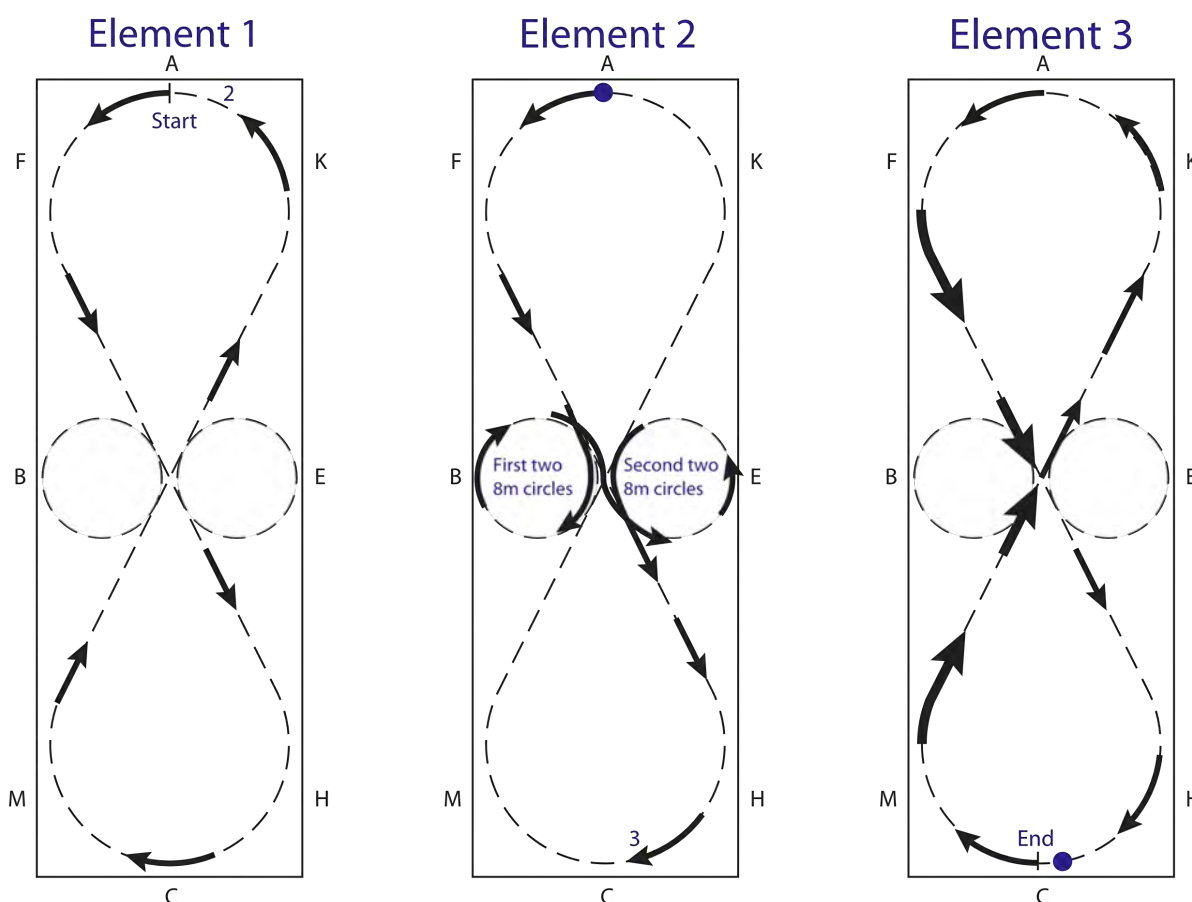 Element 1
A
2
Start
F
K
B
E
M
H
C
Element 2
A
F
K
B
First two
8m circles
Second two
8m circles
E
M
H
3
C
Element 3
A
F
K
B
E
M
H
End
C